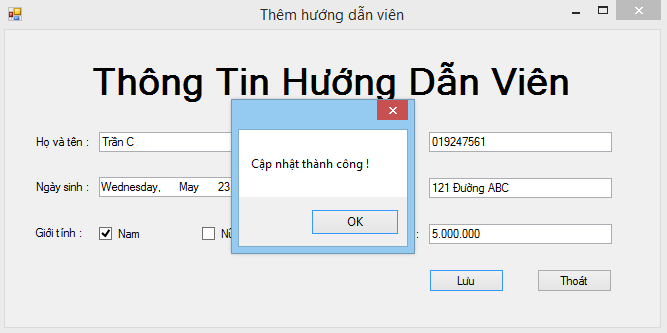 Thêm hướng dẫn viên
Thông Tin Hướng Dẫn Viên
Họ và tên : Trần C 019247561
Cập nhật thành công !
Ngày sinh : Wednesday, May 23 121 Đường ABC
OK
Giới tính : Nam : 5.000.000
Lưu Thoát